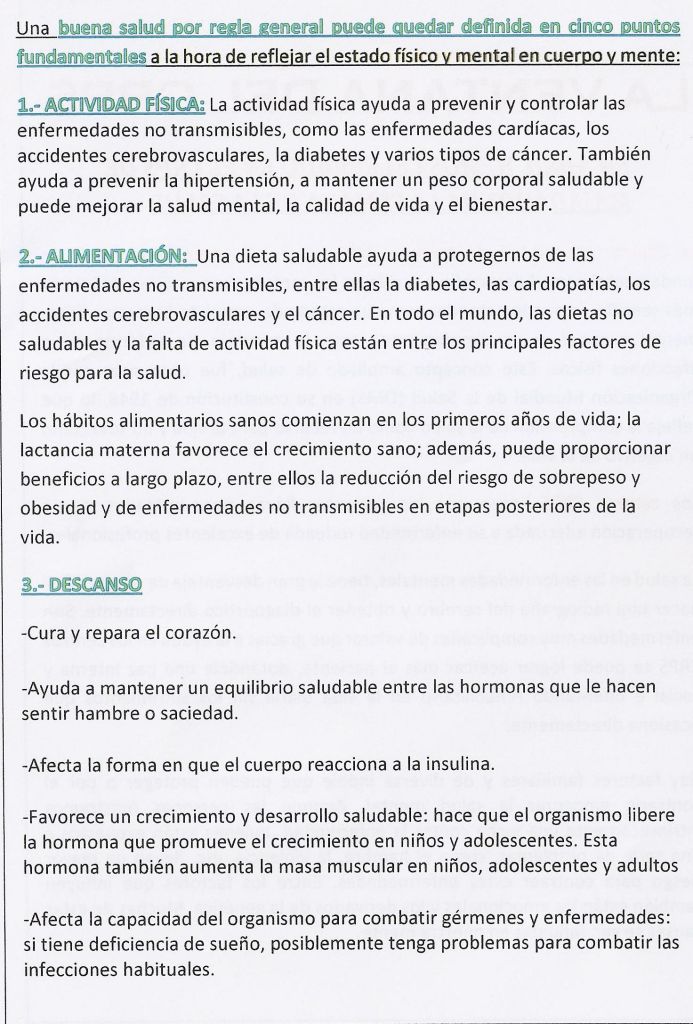 Una buena salud por regla general puede quedar definida en cinco puntos
fundamentales a la hora de reflejar el estado físico y mental en cuerpo y mente:
1.- ACTIVIDAD FÍSICA: La actividad física ayuda a prevenir y controlar las
enfermedades no transmisibles, como las enfermedades cardíacas, los
accidentes cerebrovasculares, la diabetes y varios tipos de cáncer. También
ayuda a prevenir la hipertensión, a mantener un peso corporal saludable y
puede mejorar la salud mental, la calidad de vida y el bienestar.
2.- ALIMENTACIÓN: Una dieta saludable ayuda a protegernos de las
enfermedades no transmisibles, entre ellas la diabetes, las cardiopatías, los
accidentes cerebrovasculares y el cáncer. En todo el mundo, las dietas no
saludables y la falta de actividad física están entre los principales factores de
riesgo para la salud.
Los hábitos alimentarios sanos comienzan en los primeros años de vida; la
lactancia materna favorece el crecimiento sano; además, puede proporcionar
beneficios a largo plazo, entre ellos la reducción del riesgo de sobrepeso y
obesidad y de enfermedades no transmisibles en etapas posteriores de la
vida.
3.- DESCANSO
-Cura y repara el corazón.
-Ayuda a mantener un equilibrio saludable entre las hormonas que le hacen
sentir hambre o saciedad.
-Afecta la forma en que el cuerpo reacciona a la insulina.
-Favorece un crecimiento y desarrollo saludable: hace que el organismo libere
la hormona que promueve el crecimiento en niños y adolescentes. Esta
hormona también aumenta la masa muscular en niños, adolescentes y adultos
-Afecta la capacidad del organismo para combatir gérmenes y enfermedades:
si tiene deficiencia de sueño, posiblemente tenga problemas para combatir las
infecciones habituales.